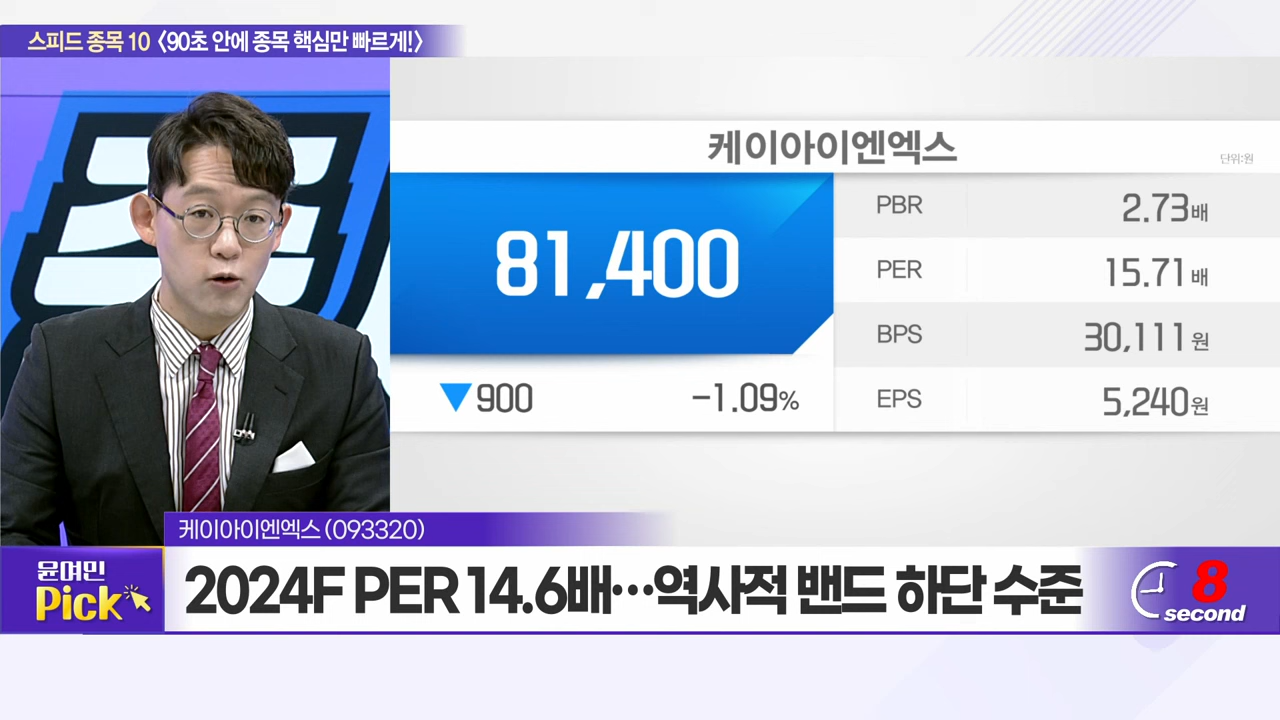 스피드 종목 10 〈90초 안에 종목 핵심만 빠르게!〉
케이아이엔엑스
단위:원
81,400
▼900 -1.09%
PBR 2.73배
PER 15.71배
BPS 30,111원
EPS 5,240원
케이아이엔엑스 (093320)
윤여민
Pick
2024F PER 14.6배…역사적 밴드 하단 수준
8
second